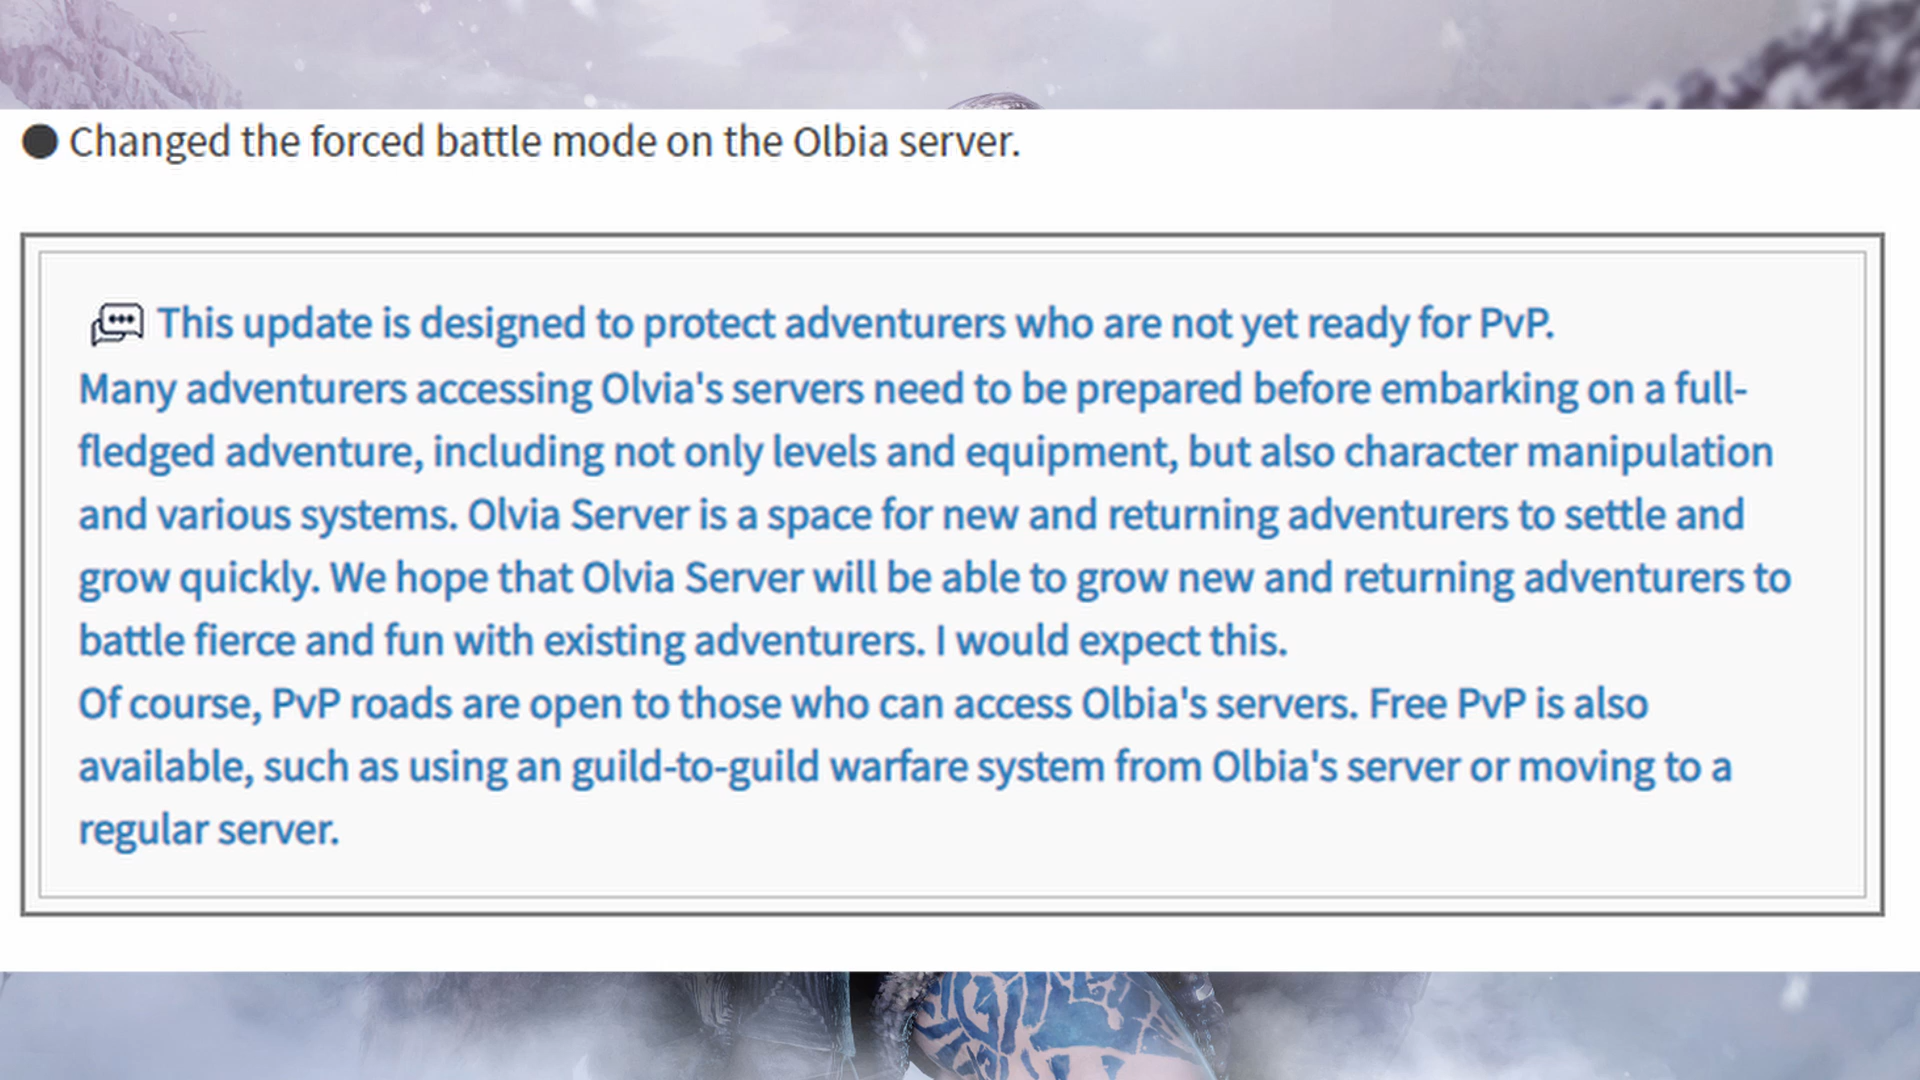 ● Changed the forced battle mode on the Olbia server.
This update is designed to protect adventurers who are not yet ready for PvP.
Many adventurers accessing Olvia's servers need to be prepared before embarking on a full-
fledged adventure, including not only levels and equipment, but also character manipulation
and various systems. Olvia Server is a space for new and returning adventurers to settle and
grow quickly. We hope that Olvia Server will be able to grow new and returning adventurers to
battle fierce and fun with existing adventurers. I would expect this.
Of course, PvP roads are open to those who can access Olbia's servers. Free PvP is also
available, such as using an guild-to-guild warfare system from Olbia's server or moving to a
regular server.